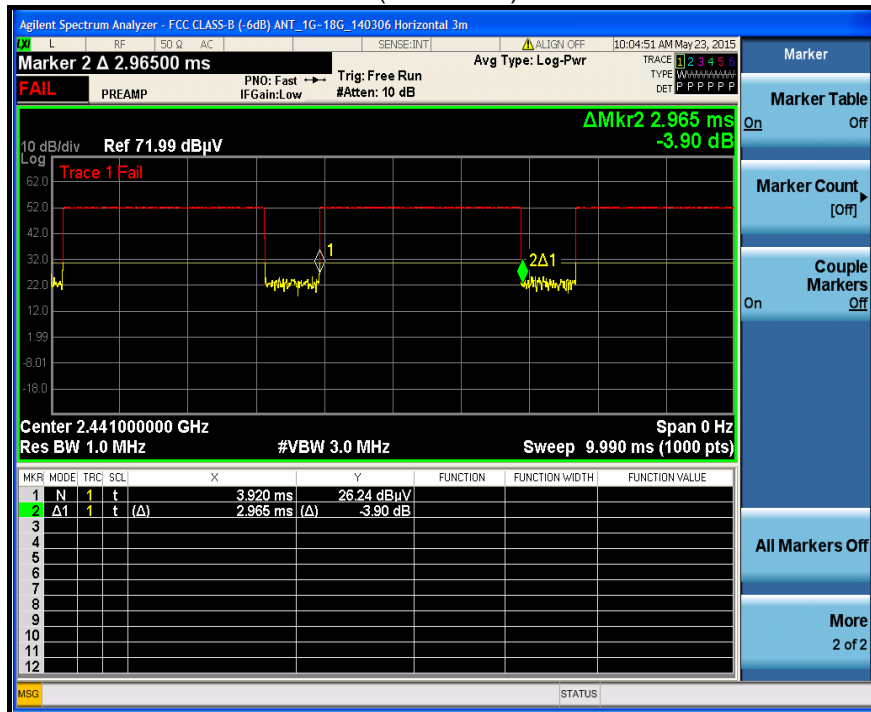 Agilent Spectrum Analyzer - FCC CLASS-B (-6dB) ANT_1G~18G_140306 Horizontal 3m
LXI L RF 50 Ω AC SENSE:INT ALIGN OFF 10:04:51 AM May 23, 2015
Marker 2 Δ 2.96500 ms
FAIL
PREAMP
PNO: Fast
IFGain:Low
Trig: Free Run
#Atten: 10 dB
Avg Type: Log-Pwr
TRACE 1 2 3 4 5 6
TYPE
DET P P P P P P
ΔMkr2 2.965 ms
-3.90 dB
10 dB/div Ref 71.99 dBµV
Log
Trace 1 Fail
62.0
52.0
42.0
32.0
22.0
12.0
1.99
-8.01
-18.0
1
2Δ1
Center 2.441000000 GHz Span 0 Hz
Res BW 1.0 MHz #VBW 3.0 MHz Sweep 9.990 ms (1000 pts)
MKR MODE TRC SCL X Y FUNCTION FUNCTION WIDTH FUNCTION VALUE
1 N 1 t 3.920 ms 26.24 dBµV
2 Δ1 1 t (Δ) 2.965 ms (Δ) -3.90 dB
3
4
5
6
7
8
9
10
11
12
MSG STATUS
Marker
Marker Table
On Off
Marker Count
[Off]
Couple
Markers
On Off
All Markers Off
More
2 of 2